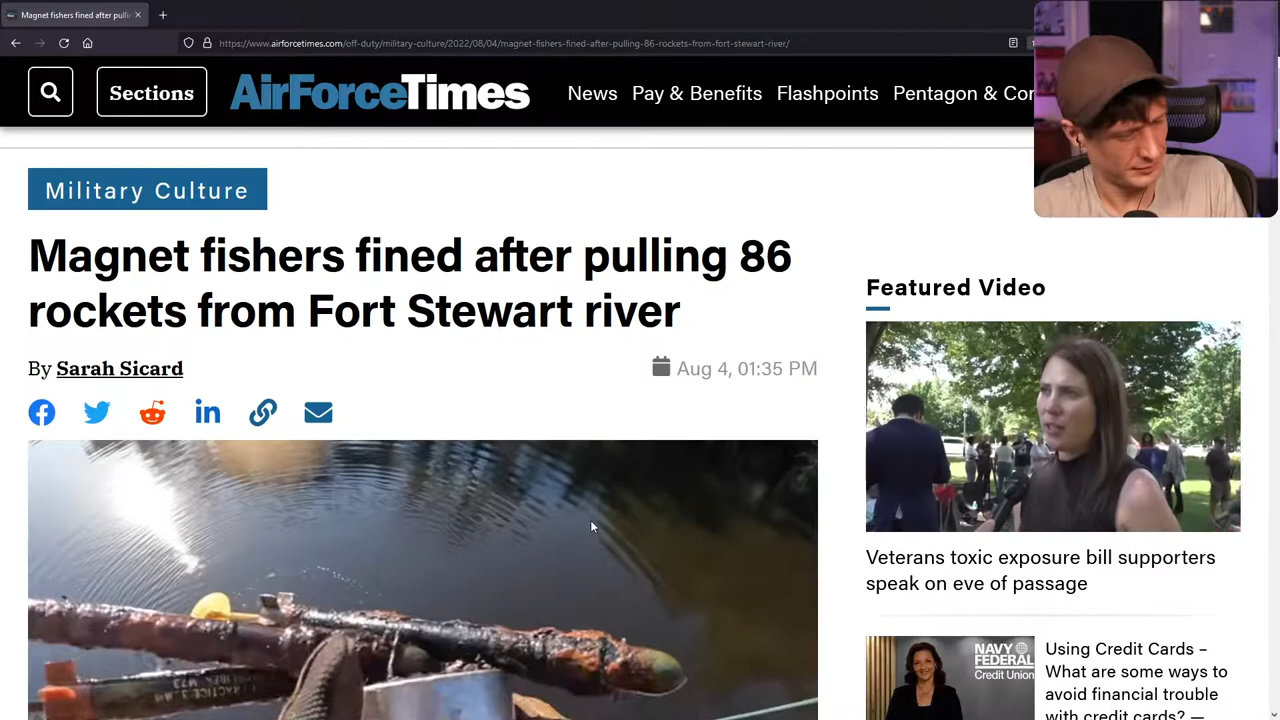 Magnet fishers fined after pulli
https://www.airforcetimes.com/off-duty/military-culture/2022/08/04/magnet-fishers-fined-after-pulling-86-rockets-from-fort-stewart-river/
Sections
AirForceTimes
News
Pay & Benefits
Flashpoints
Pentagon & Con
Military Culture
Magnet fishers fined after pulling 86
rockets from Fort Stewart river
By Sarah Sicard
Aug 4, 01:35 PM
PRACTICE
M73
Featured Video
Veterans toxic exposure bill supporters
speak on eve of passage
NAVY
FEDERAL
Credit Union
Using Credit Cards –
What are some ways to
avoid financial trouble
with credit cards? —